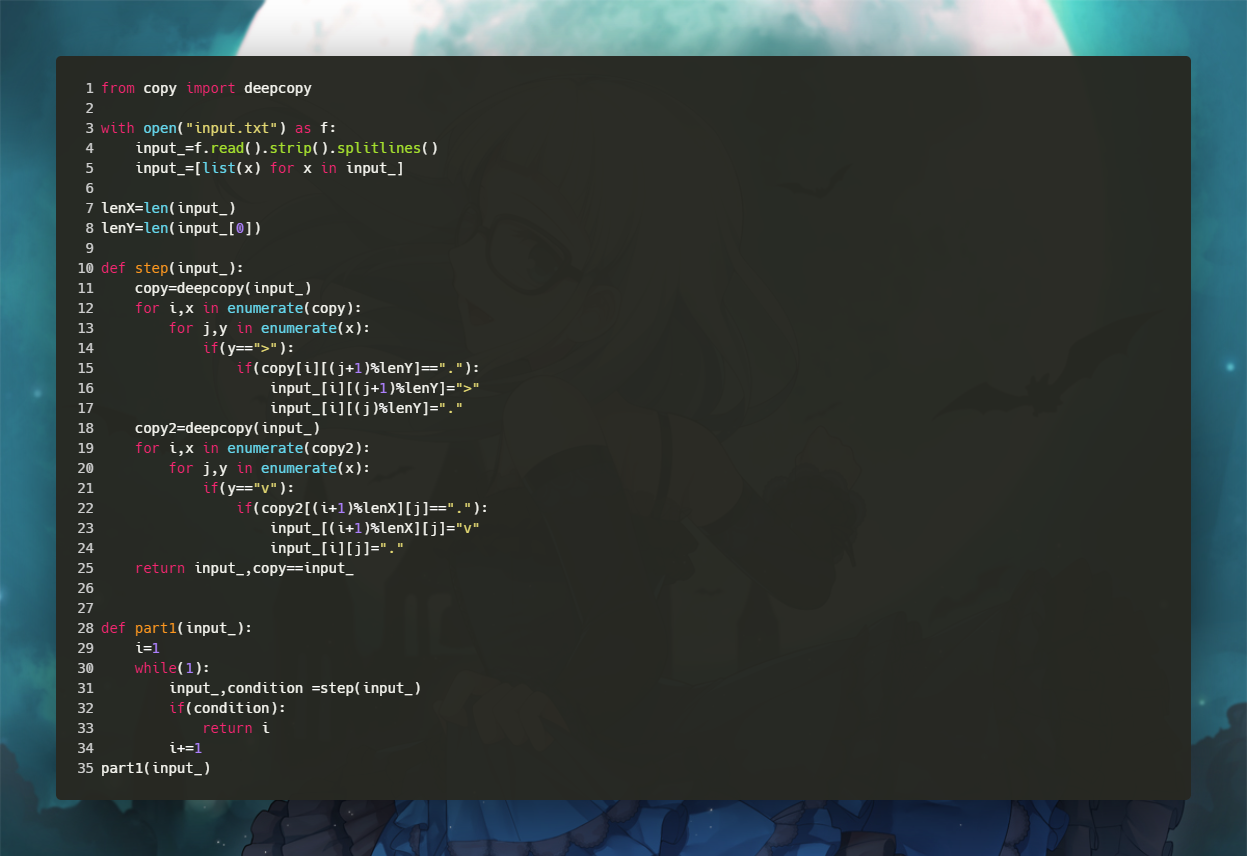 1 from copy import deepcopy
2
3 with open("input.txt") as f:
4     input_=f.read().strip().splitlines()
5     input_=[list(x) for x in input_]
6
7 lenX=len(input_)
8 lenY=len(input_[0])
9
10 def step(input_):
11     copy=deepcopy(input_)
12     for i,x in enumerate(copy):
13         for j,y in enumerate(x):
14             if(y==">"):
15                 if(copy[i][(j+1)%lenY]=="."):
16                     input_[i][(j+1)%lenY]=">"
17                     input_[i][(j)%lenY]="."
18     copy2=deepcopy(input_)
19     for i,x in enumerate(copy2):
20         for j,y in enumerate(x):
21             if(y=="v"):
22                 if(copy2[(i+1)%lenX][j]=="."):
23                     input_[(i+1)%lenX][j]="v"
24                     input_[i][j]="."
25     return input_,copy==input_
26
27
28 def part1(input_):
29     i=1
30     while(1):
31         input_,condition =step(input_)
32         if(condition):
33             return i
34         i+=1
35 part1(input_)